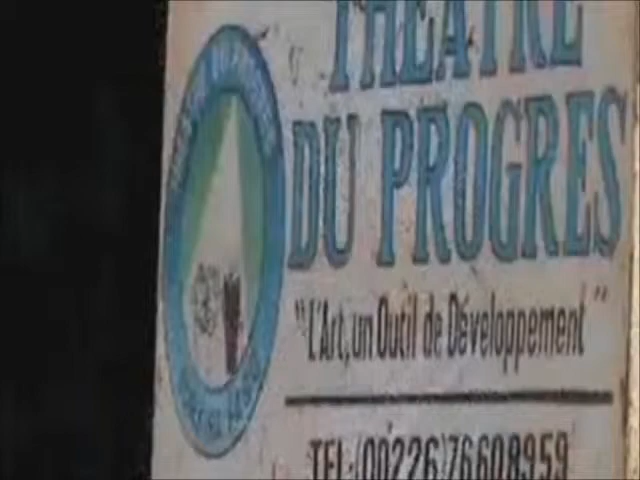 THEATRE
DU PROGRES
"L'Art, un Outil de Développement"
TEL:(00226)76608959